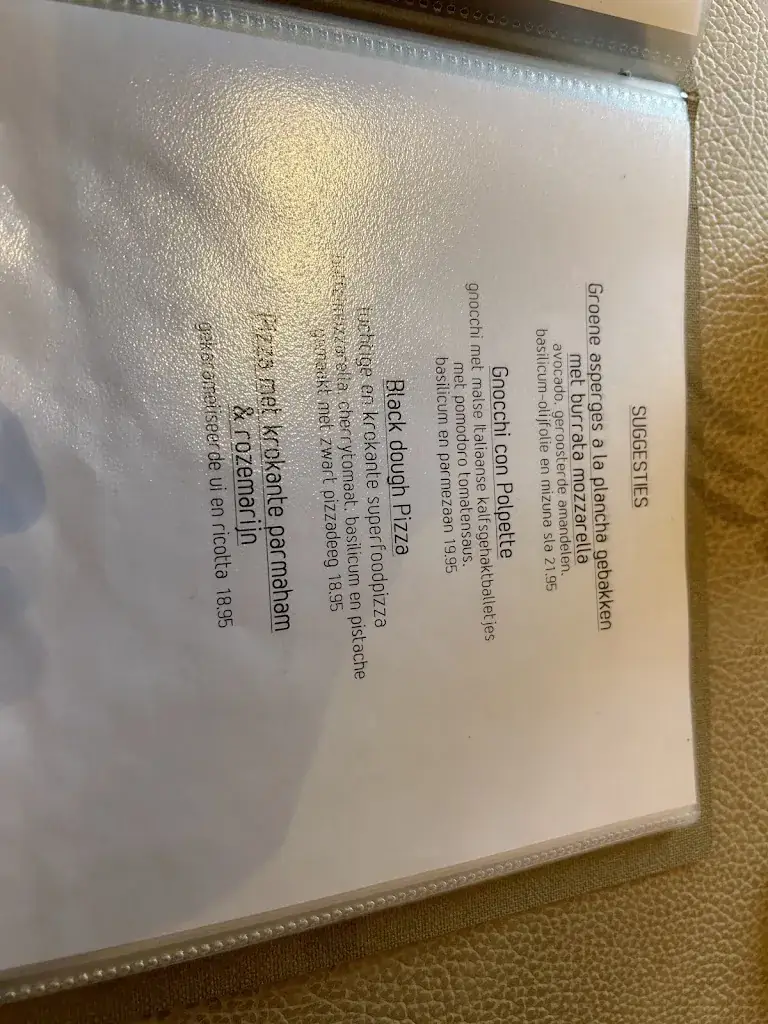 SUGGESTIES
Groene asperges a la plancha gebakken
met burrata mozzarella
avocado, geroosterde amandelen,
basilicum-olijfolie en mizuna sla 21.95
Gnocchi con Polpette
gnocchi met malse Italiaanse kalfsgehaktballetjes
met pomodoro tomatensaus,
basilicum en parmezaan 19.95
Black dough Pizza
luchtige en krokante superfoodpizza
cherrytomaat, basilicum en pistache
gemaakt met zwart pizzadeeg 18.95
Pizza met krokante parmaham
& rozemarijn
gekarameliseerde ui en ricotta 18.95